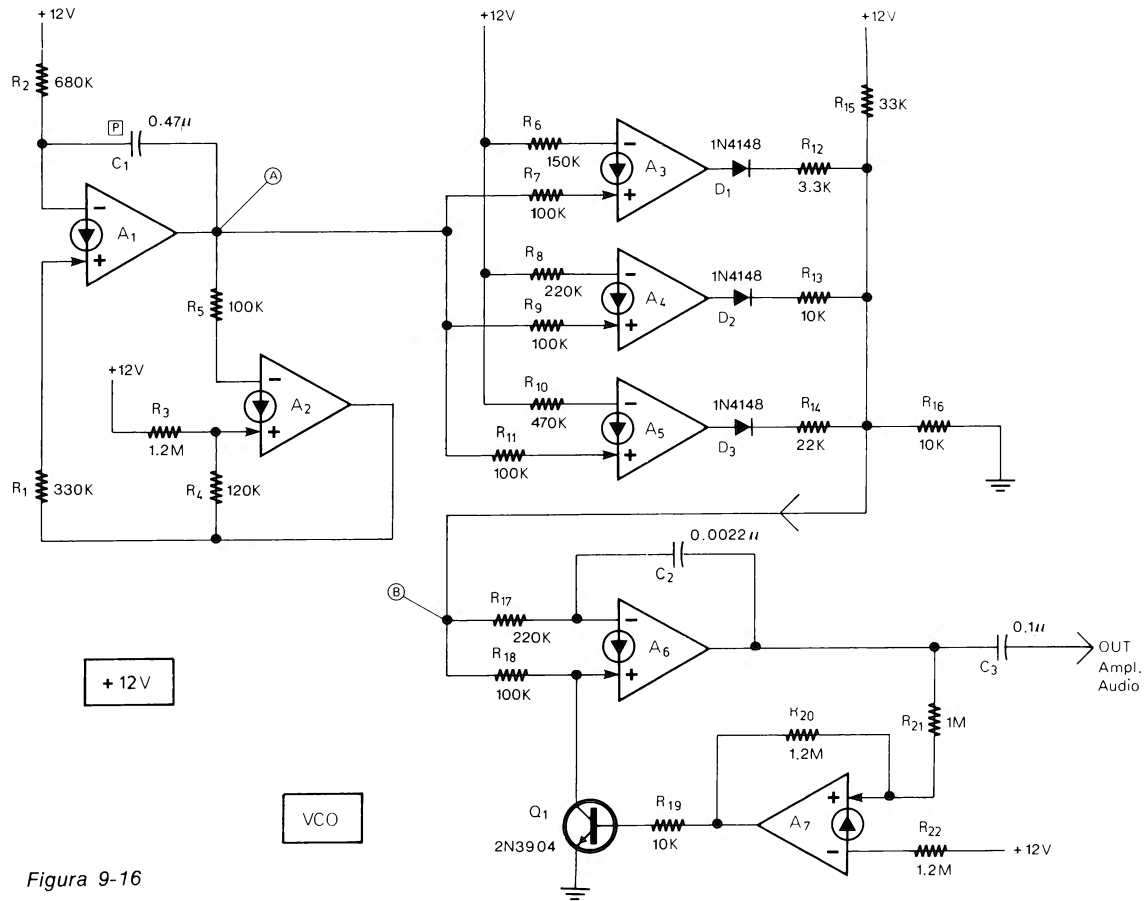 +12V
+12V
+12V
R2 680K
P 0.47µ
C1
R15 33K
R6
150K
A3
1N4148
D1
R12
3.3K
R7
100K
A
A1
R8
220K
A4
1N4148
D2
R13
10K
R5 100K
R9
100K
+12V
A2
R3
1.2M
R10
470K
A5
1N4148
D3
R14
22K
R16
10K
R11
100K
R1 330K
R4 120K
0.0022µ
C2
B
R17
220K
A6
R18
100K
0,1µ
C3
OUT
Ampl.
Audio
+12V
R21 1M
R20
1.2M
VCO
Q1
2N3904
R19
10K
A7
R22
1.2M
+12V
Figura 9-16